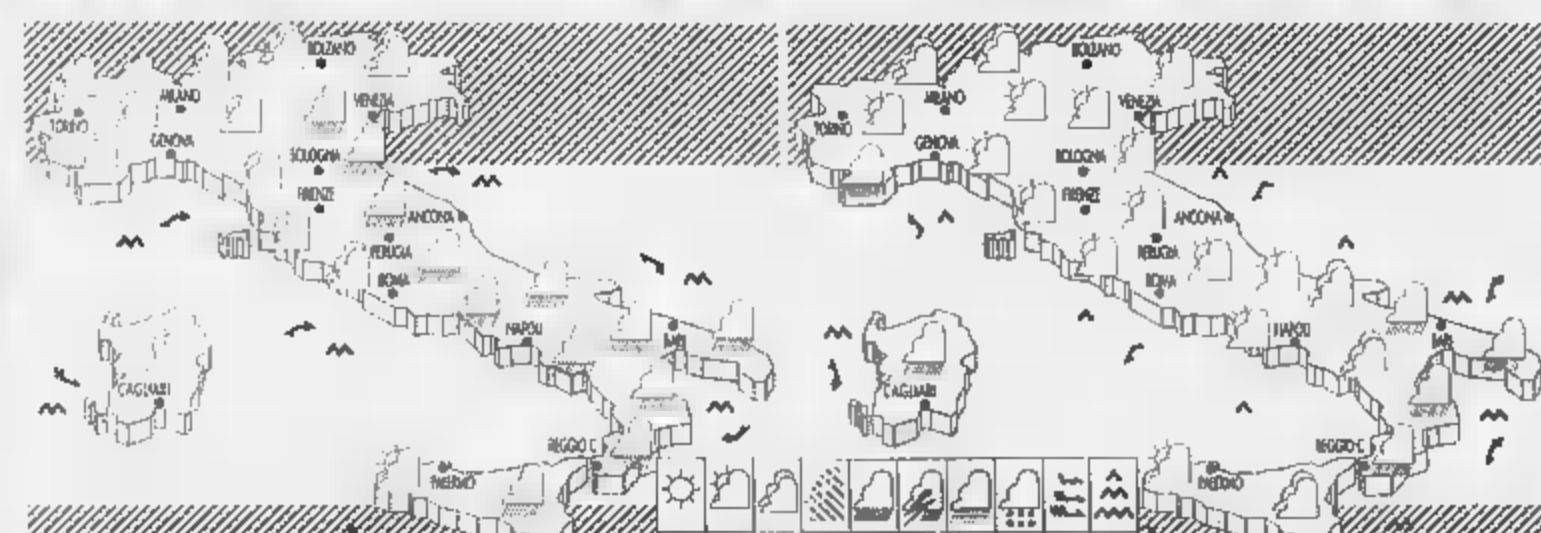 BOLZANO
MILANO
VENEZIA
TORINO
GENOVA
BOLOGNA
FIRENZE
ANCONA
PERUGIA
ROMA
NAPOLI
BARI
CAGLIARI
REGGIO C.
PALERMO
BOLZANO
MILANO
VENEZIA
TORINO
GENOVA
BOLOGNA
FIRENZE
ANCONA
PERUGIA
ROMA
NAPOLI
BARI
CAGLIARI
REGGIO C.
PALERMO